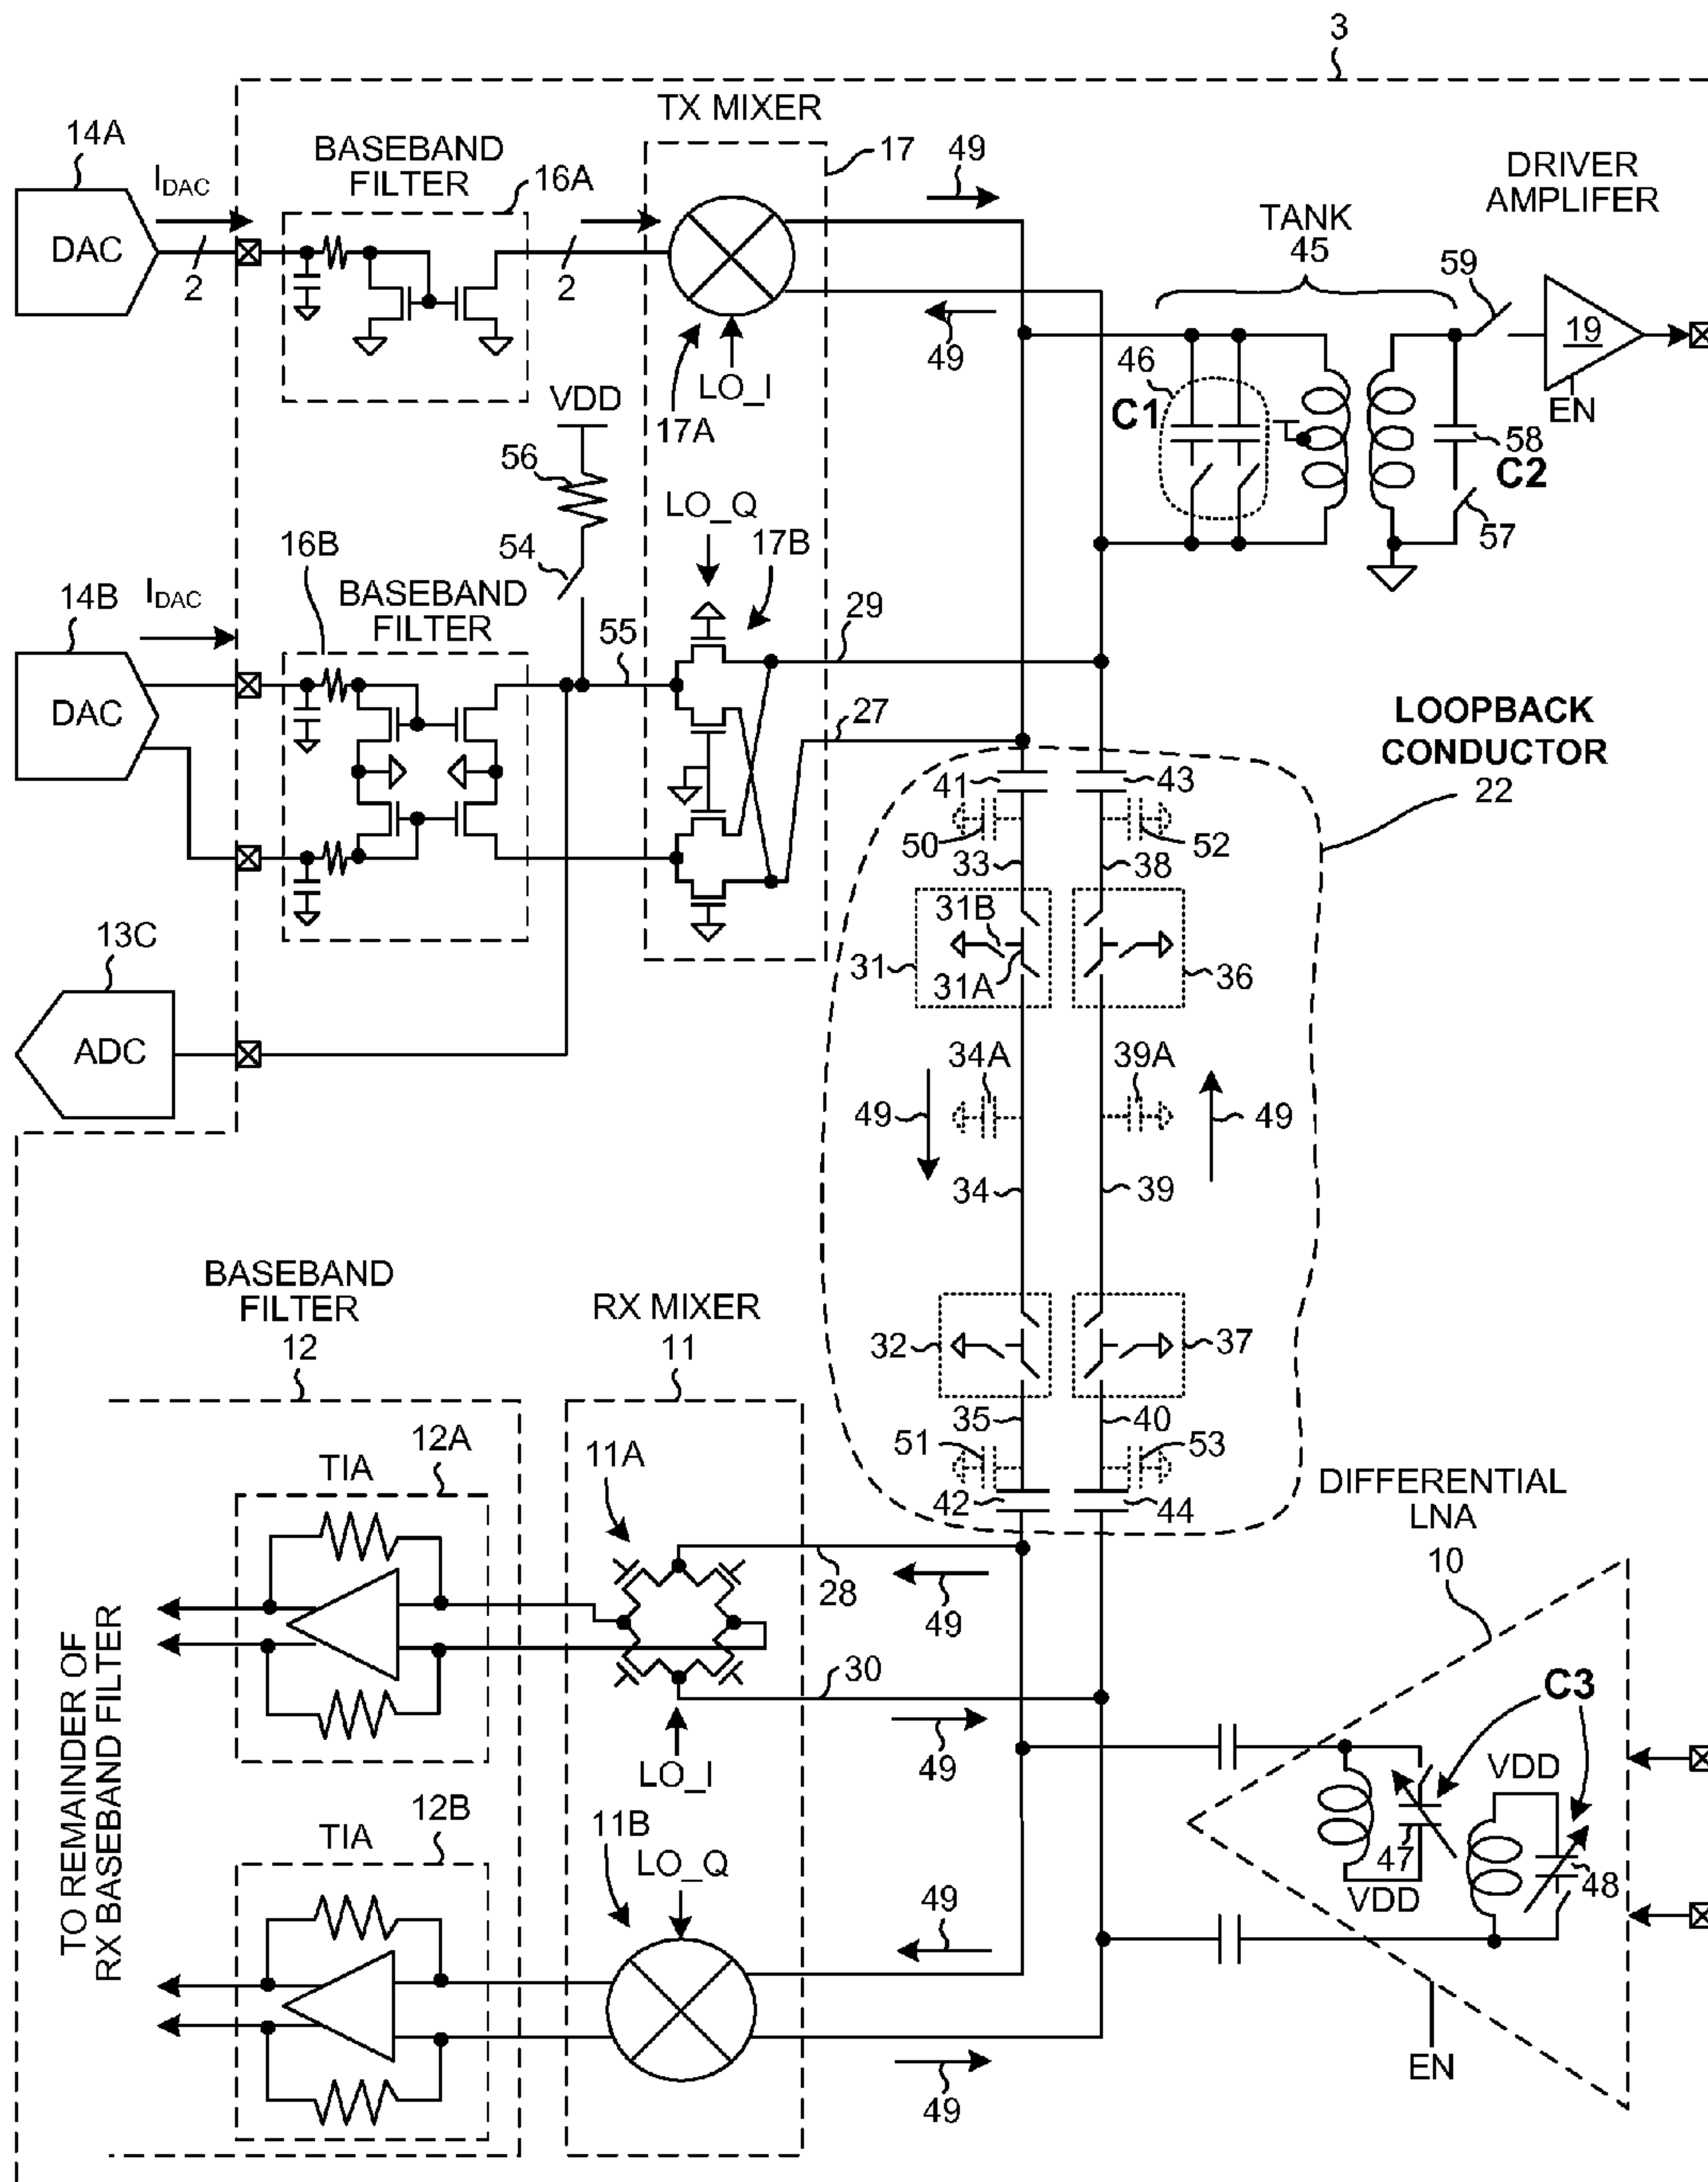 3
TX MIXER
14A
I_DAC
BASEBAND
FILTER
16A
17
49
DRIVER
AMPLIFER
TANK
45
59
DAC
2
2
19
49
46
LO_I
17A
C1
EN
VDD
56
58
C2
LO_Q
17B
57
16B
54
14B
I_DAC
BASEBAND
FILTER
55
29
DAC
27
LOOPBACK
CONDUCTOR
22
41
43
50
52
33
38
13C
31B
31
31A
36
ADC
34A
39A
49
49
34
39
BASEBAND
FILTER
12
RX MIXER
11
32
37
35
40
12A
51
53
TIA
11A
42
44
DIFFERENTIAL
LNA
10
28
49
TO REMAINDER OF
RX BASEBAND FILTER
30
C3
49
VDD
LO_I
12B
TIA
11B
LO_Q
47
VDD
48
49
EN
49